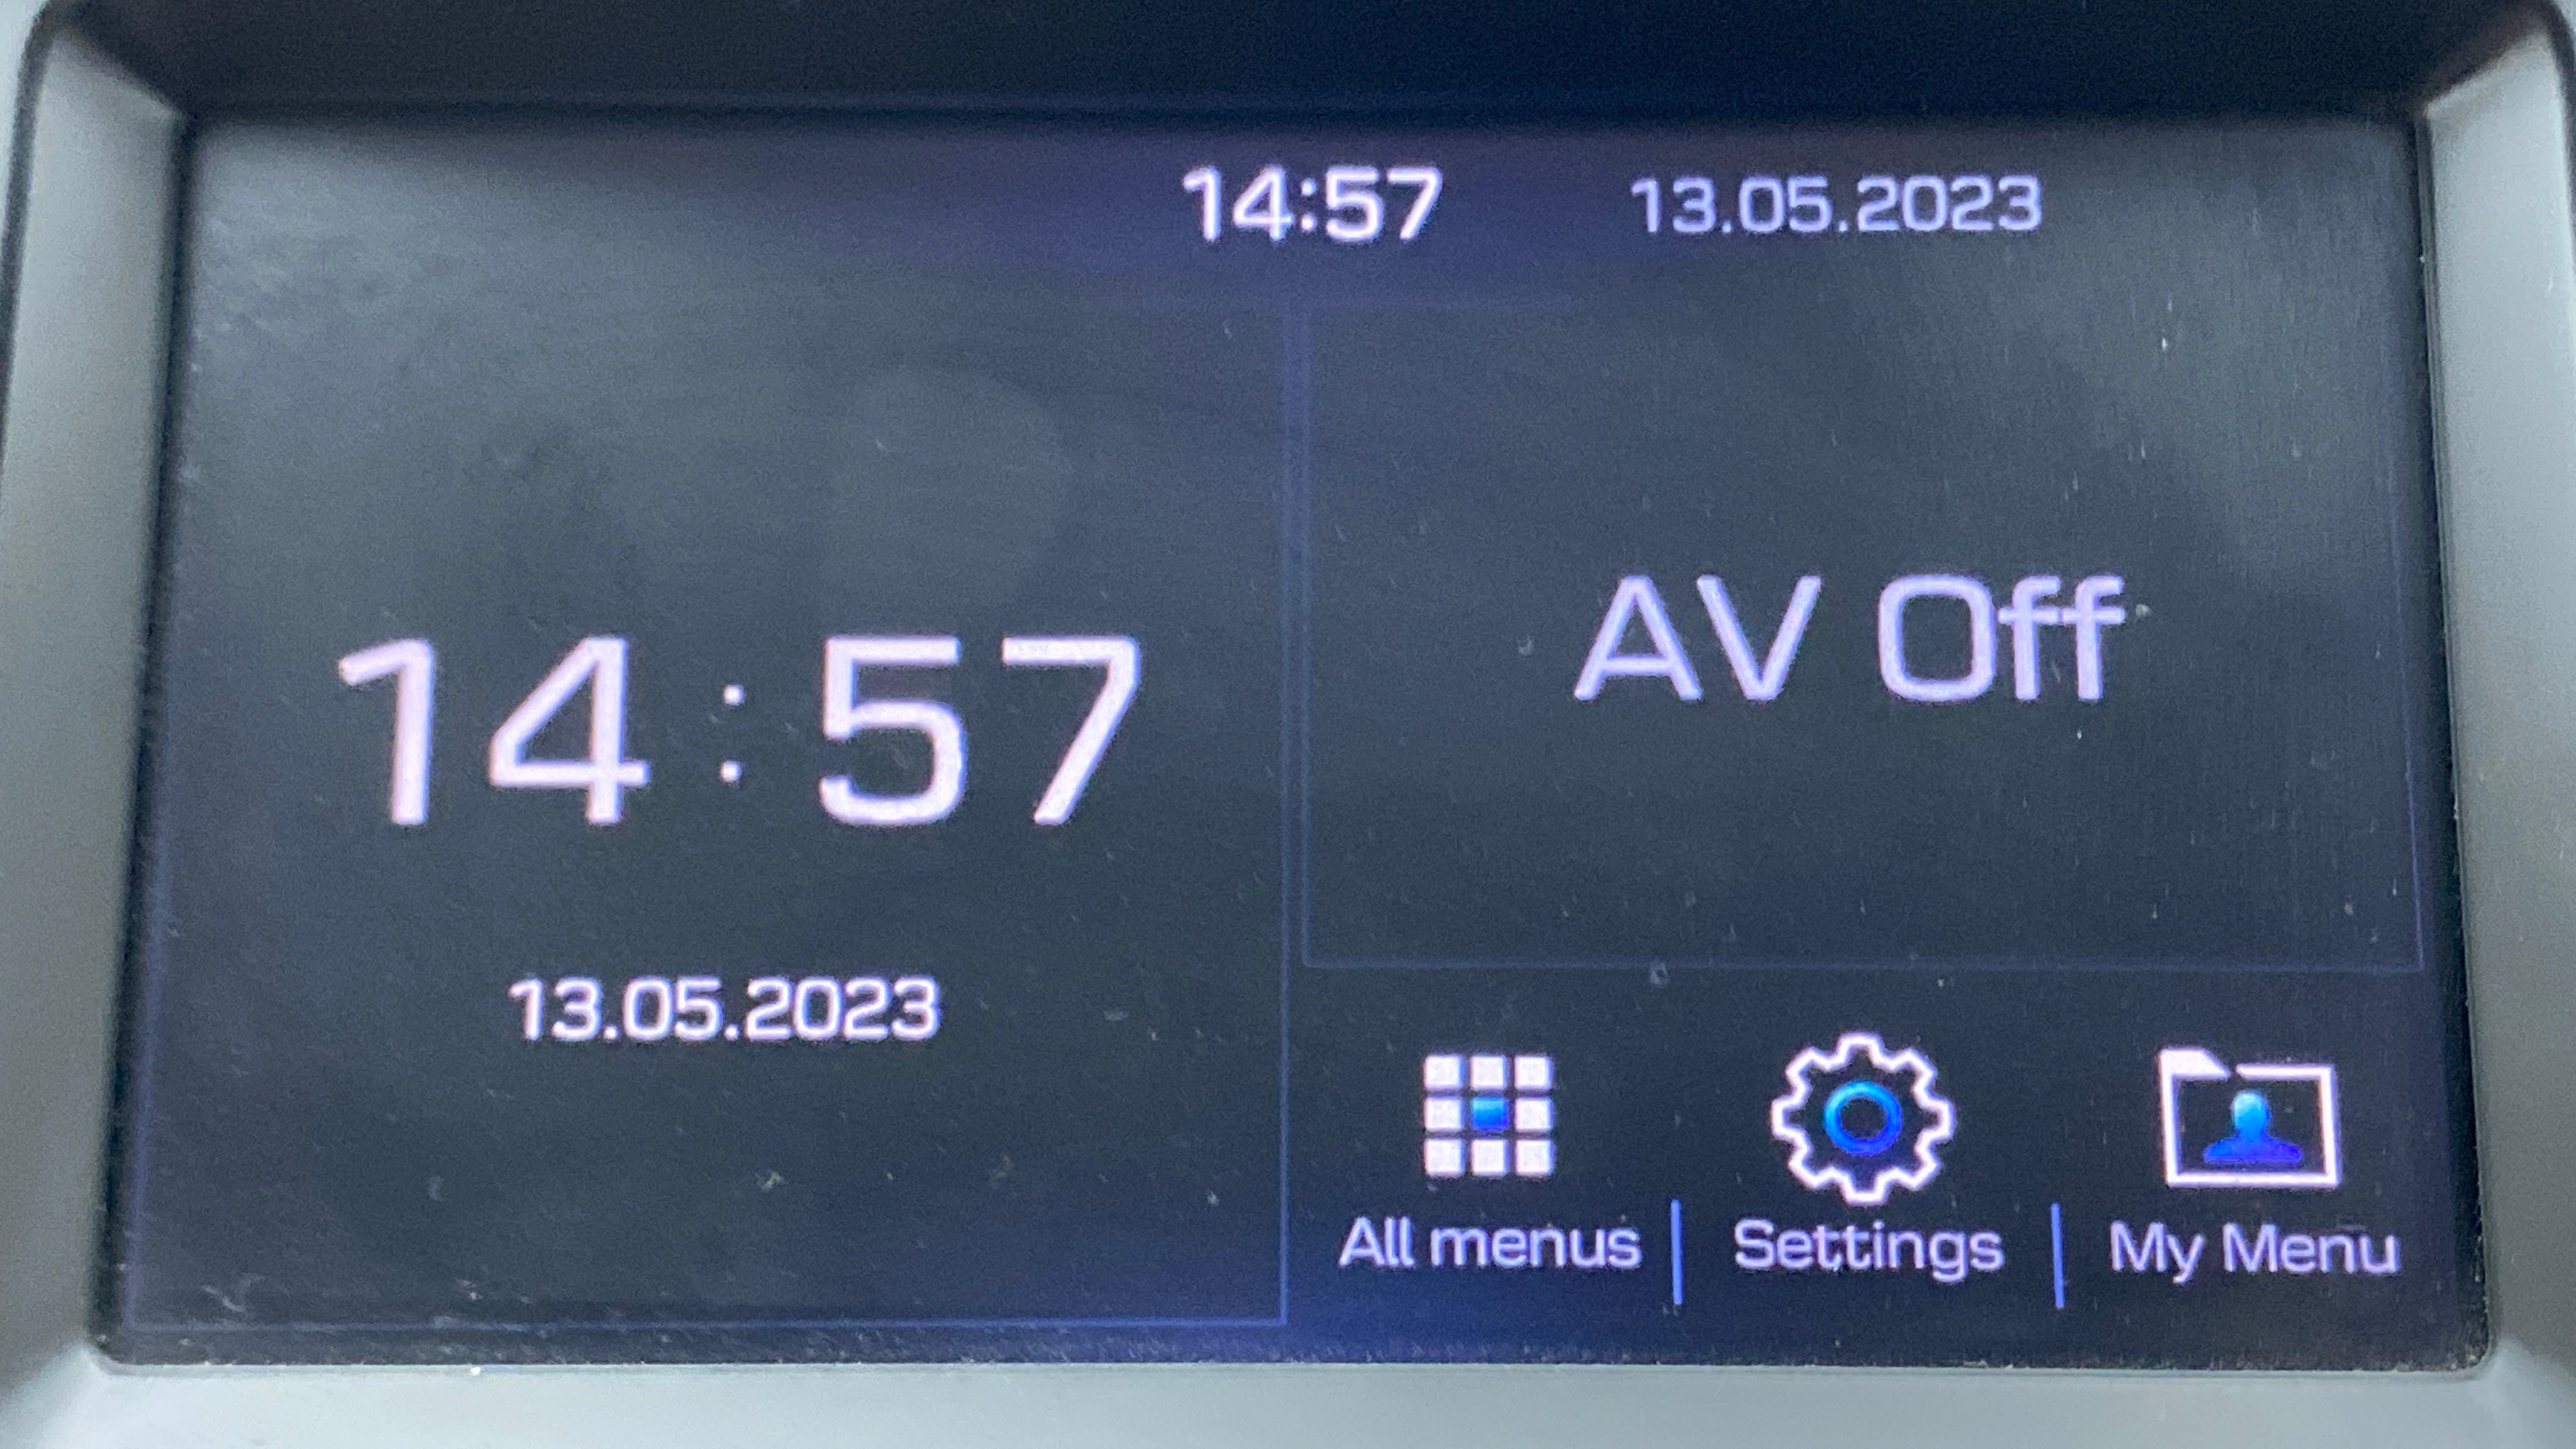 14:57 13.05.2023
14:57
13.05.2023
AV Off
All menus
Settings
My Menu